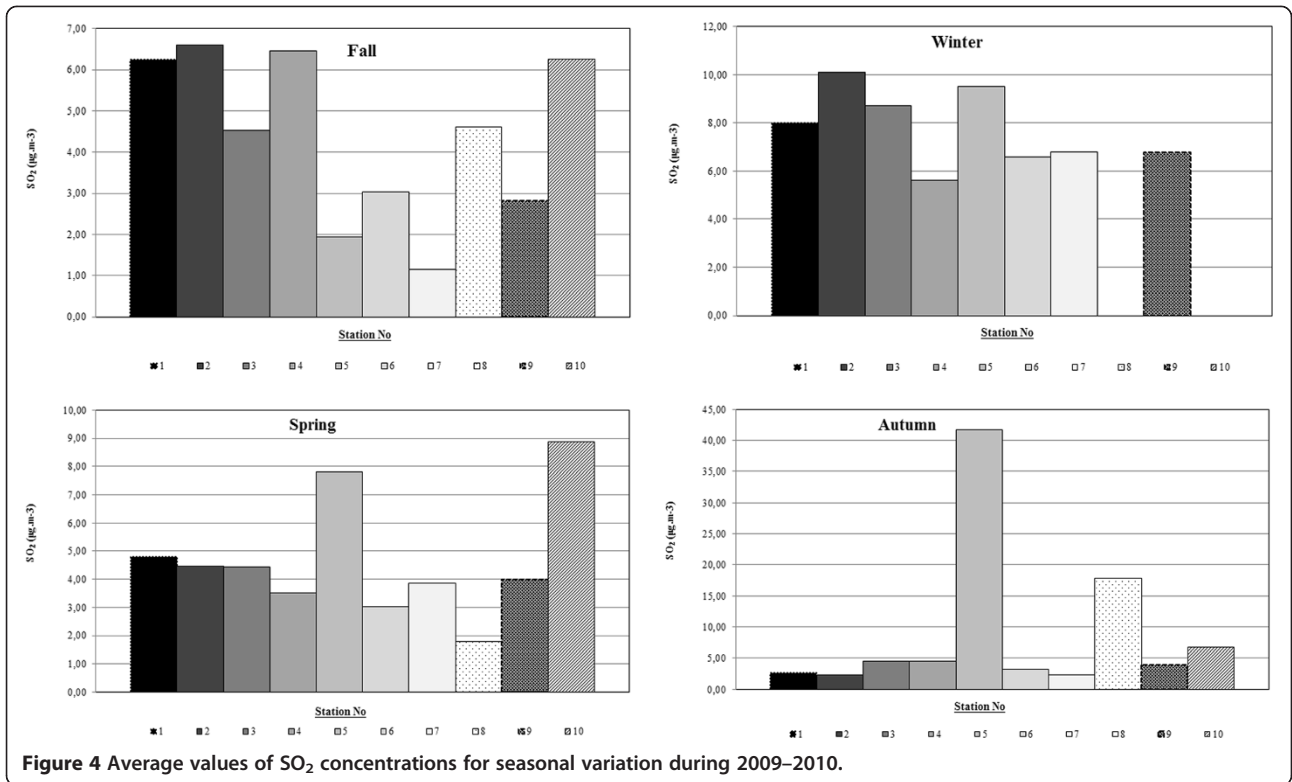 Fall
SO₂ (µg.m-3)
7,00
6,00
5,00
4,00
3,00
2,00
1,00
0,00
Station No
1 2 3 4 5 6 7 8 9 10
Winter
SO₂ (µg.m-3)
12,00
10,00
8,00
6,00
4,00
2,00
0,00
Station No
1 2 3 4 5 6 7 8 9 10
Spring
SO₂ (µg.m-3)
10,00
9,00
8,00
7,00
6,00
5,00
4,00
3,00
2,00
1,00
0,00
Station No
1 2 3 4 5 6 7 8 9 10
Autumn
SO₂ (µg.m-3)
45,00
40,00
35,00
30,00
25,00
20,00
15,00
10,00
5,00
0,00
Station No
1 2 3 4 5 6 7 8 9 10
Figure 4 Average values of SO₂ concentrations for seasonal variation during 2009–2010.